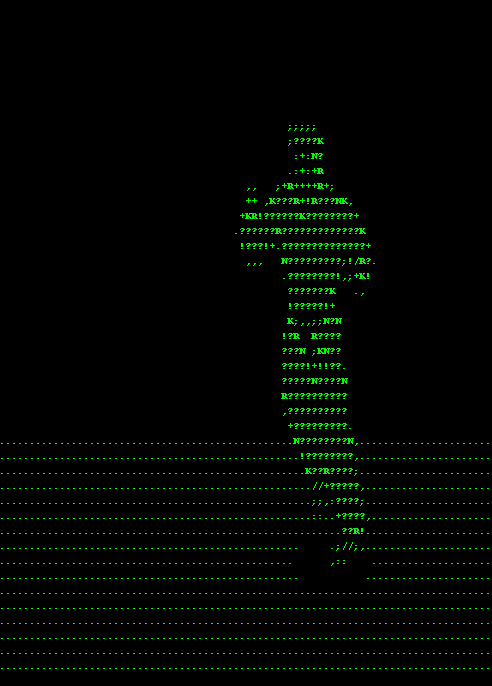 ;;;;;
;????K
:+:N?
.:+:+R
,,   ;+R++++R+;
++ ,K???R+!R???NK,
+KR!??????K????????+
.??????R?????????????K
!???!+.??????????????+
,,,   N?????????;!/R?.
.????????!,;+K!
???????K   .,
!?????!+
K;,,;;N?N
!?R  R????
???N ;KN??
????!+!!??.
?????N????N
R??????????
,??????????
+?????????.
.................................................N????????N,......................
..................................................!????????,......................
...................................................K??R????;......................
....................................................//+?????,.....................
....................................................;;,:????;.....................
....................................................::..+????,....................
.........................................................??R!.....................
..................................................     .;//;,.....................
.................................................      ,::    ....................
..................................................           .....................
..................................................................................
..................................................................................
..................................................................................
..................................................................................
..................................................................................
..................................................................................